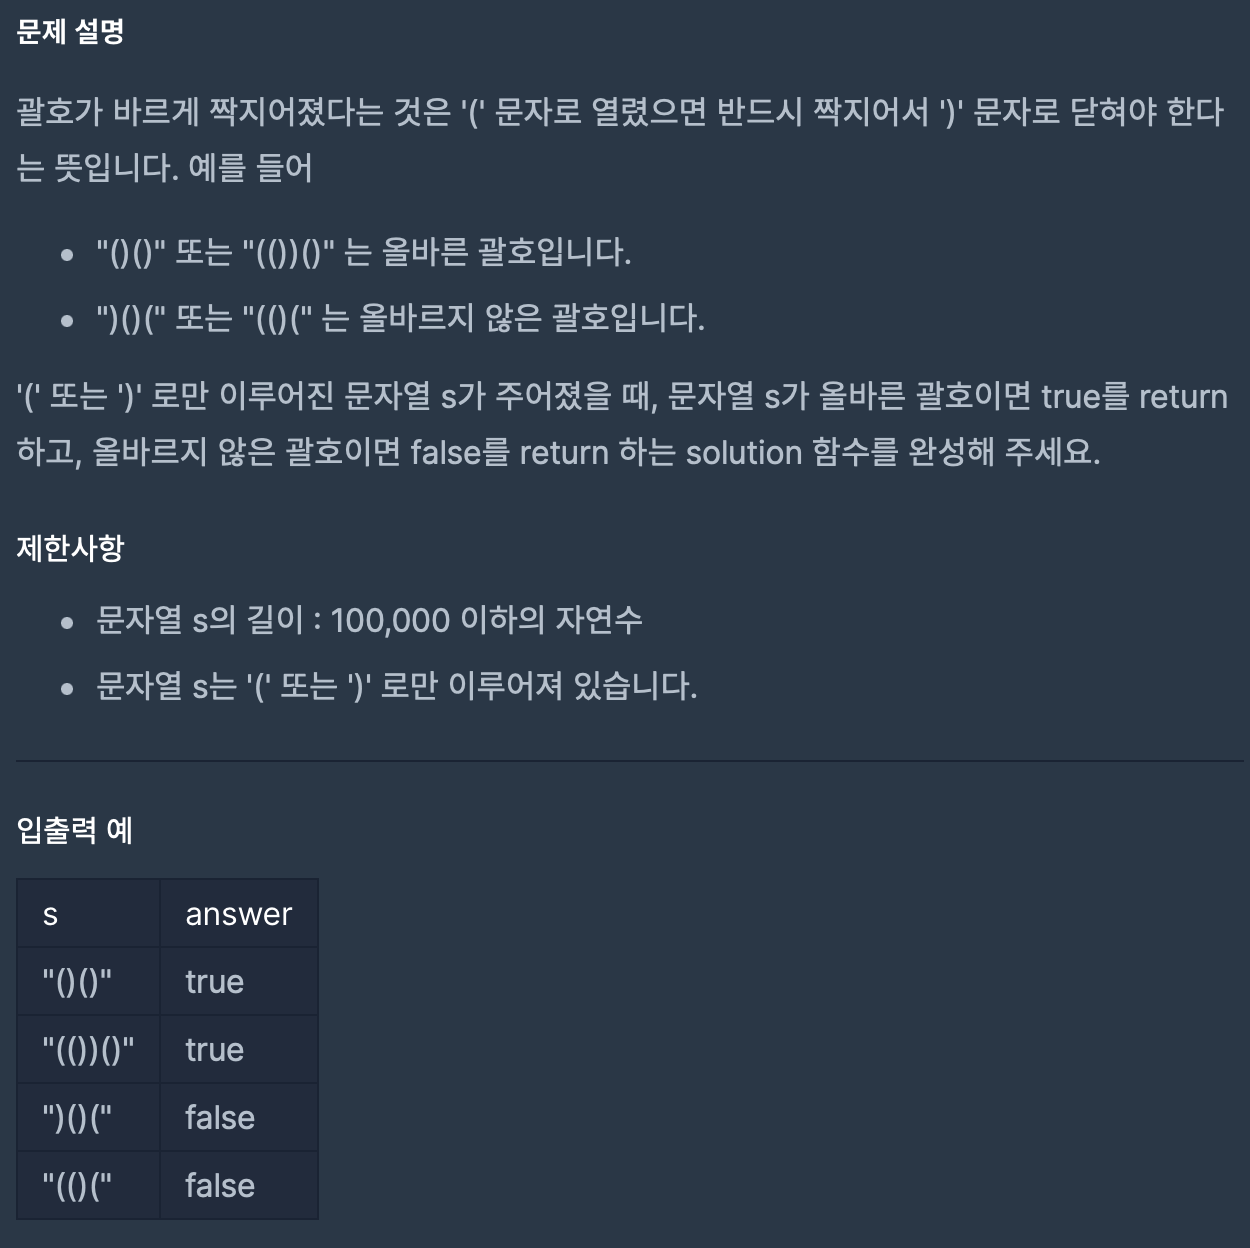 문제 설명
괄호가 바르게 짝지어졌다는 것은 '(' 문자로 열렸으면 반드시 짝지어서 ')' 문자로 닫혀야 한다
는 뜻입니다. 예를 들어
• "()()" 또는 "(())()" 는 올바른 괄호입니다.
• ")()(" 또는 "(()(" 는 올바르지 않은 괄호입니다.
'(' 또는 ')' 로만 이루어진 문자열 s가 주어졌을 때, 문자열 s가 올바른 괄호이면 true를 return
하고, 올바르지 않은 괄호이면 false를 return 하는 solution 함수를 완성해 주세요.
제한사항
• 문자열 s의 길이 : 100,000 이하의 자연수
• 문자열 s는 '(' 또는 ')' 로만 이루어져 있습니다.
입출력 예
s answer
"()()" true
"(())()" true
")()(" false
"(()(" false